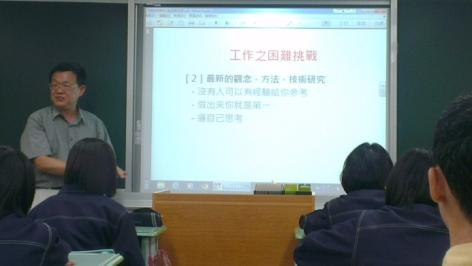 工作之困難挑戰
[2] 最新的觀念、方法、技術研究
- 沒有人可以有經驗給你參考
- 做出來你就是第一
- 逼自己思考